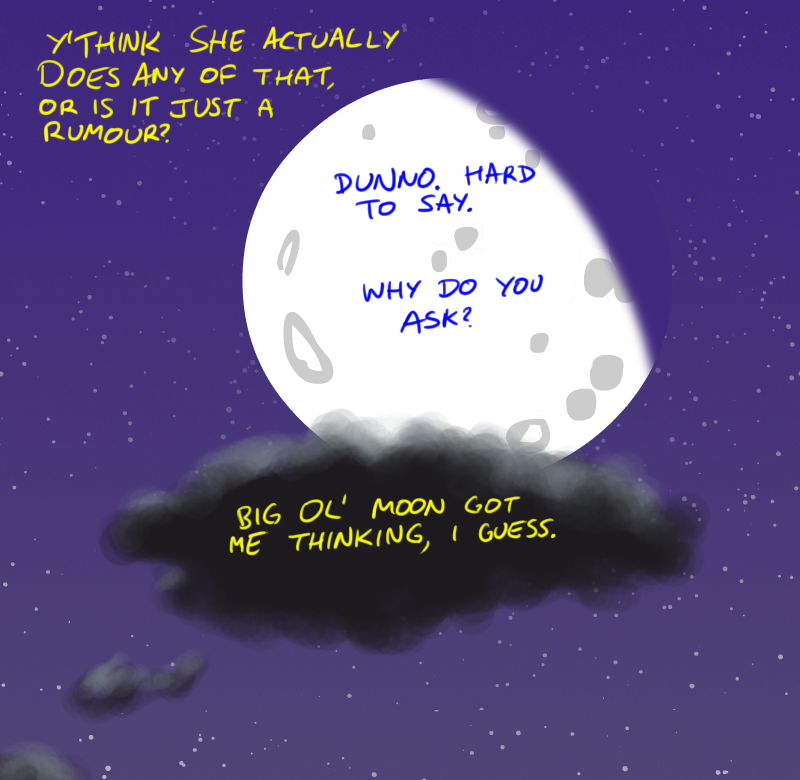 Y'THINK SHE ACTUALLY
DOES ANY OF THAT,
OR IS IT JUST A
RUMOUR?
DUNNO. HARD
TO SAY.
WHY DO YOU
ASK?
BIG OL' MOON GOT
ME THINKING, I GUESS.